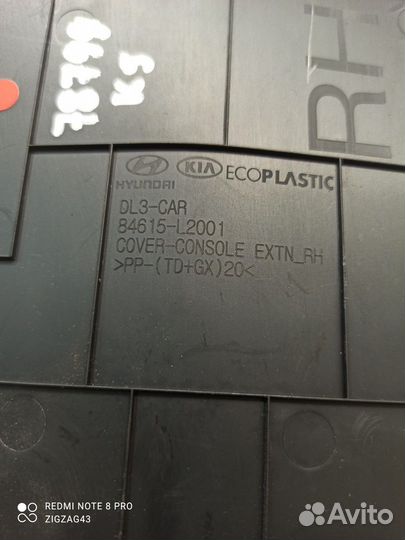 RH
HYUNDAI KIA ECOPLASTIC
DL3-CAR
84615-L2001
COVER-CONSOLE EXTN_RH
>PP-(TD+GX)20<
REDMI NOTE 8 PRO
ZIGZAG43
Avito